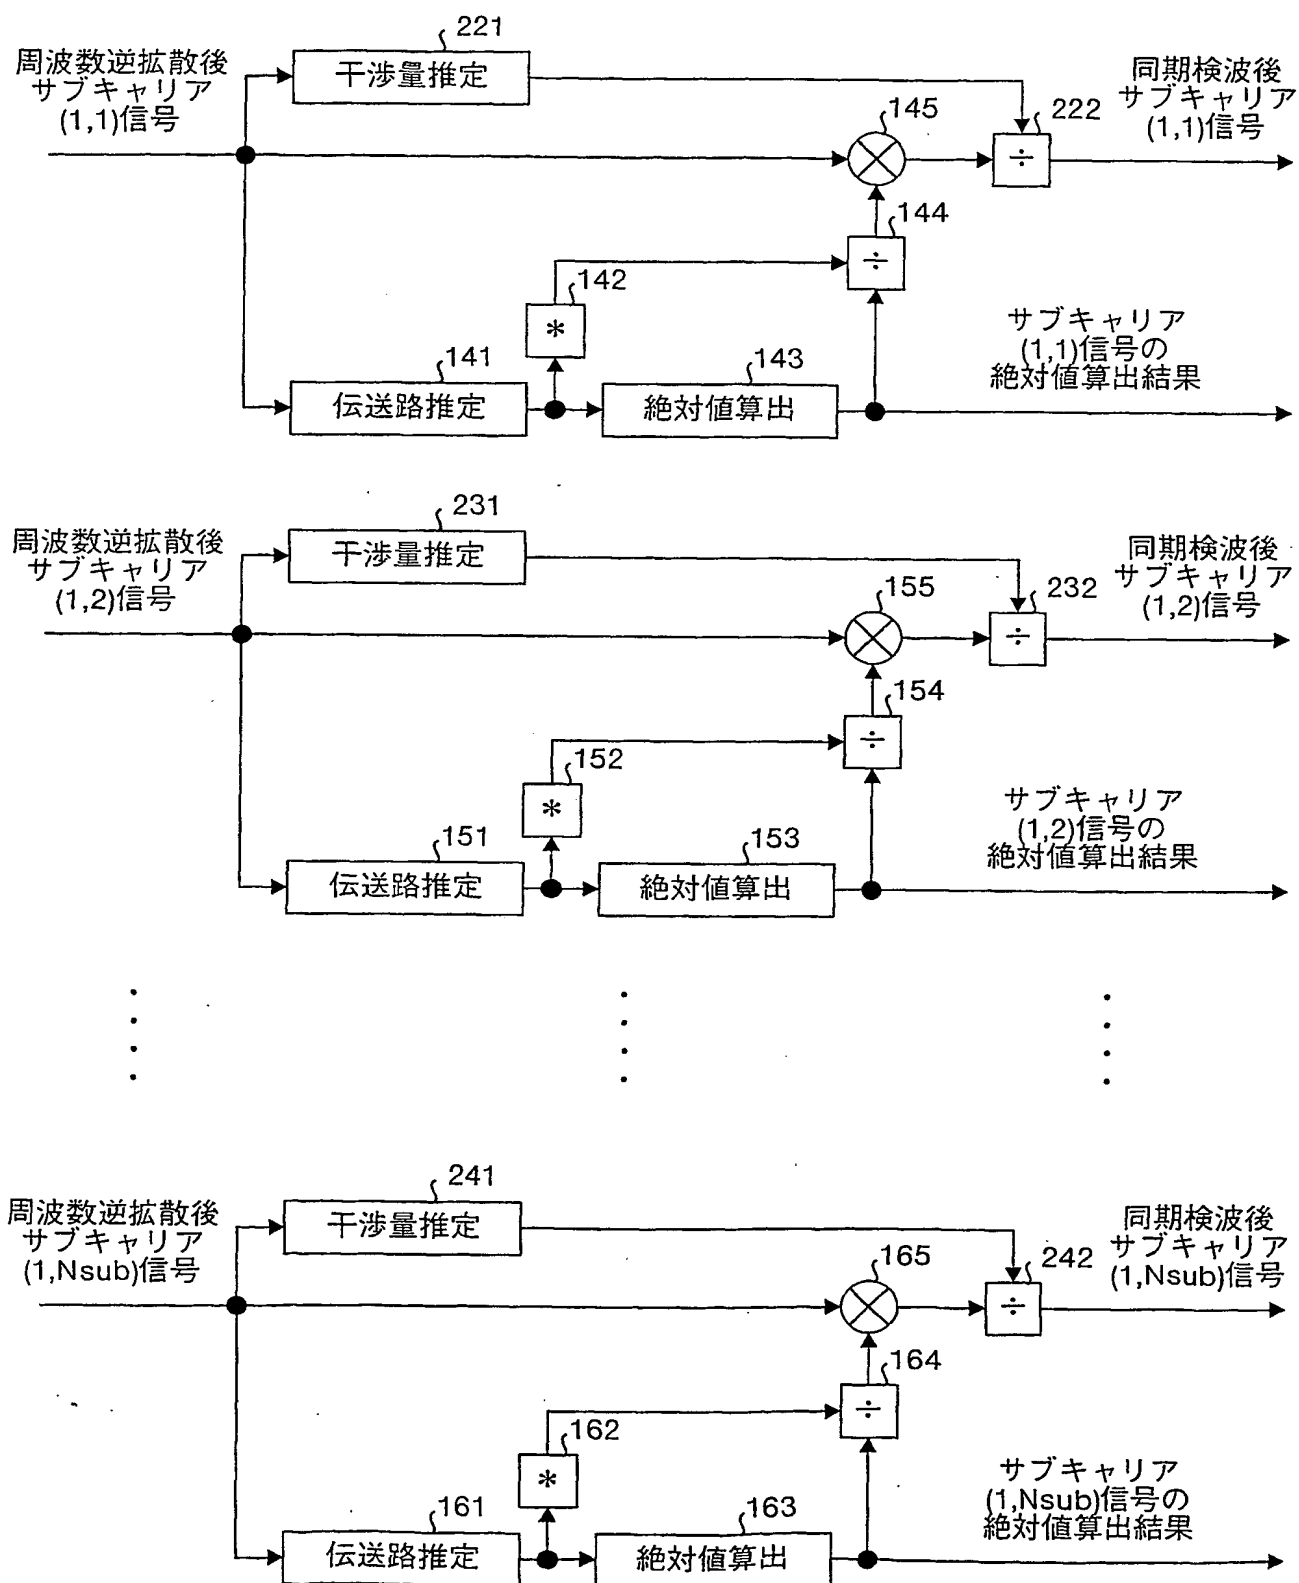 221
周波数逆拡散後
サブキャリア
(1,1)信号
干渉量推定
同期検波後
サブキャリア
(1,1)信号
145
222
÷
144
÷
142
*
サブキャリア
(1,1)信号の
絶対値算出結果
141
143
伝送路推定
絶対値算出
231
周波数逆拡散後
サブキャリア
(1,2)信号
干渉量推定
同期検波後
サブキャリア
(1,2)信号
155
232
÷
154
÷
152
*
サブキャリア
(1,2)信号の
絶対値算出結果
151
153
伝送路推定
絶対値算出
241
周波数逆拡散後
サブキャリア
(1,Nsub)信号
干渉量推定
同期検波後
サブキャリア
(1,Nsub)信号
165
242
÷
164
÷
162
*
サブキャリア
(1,Nsub)信号の
絶対値算出結果
161
163
伝送路推定
絶対値算出